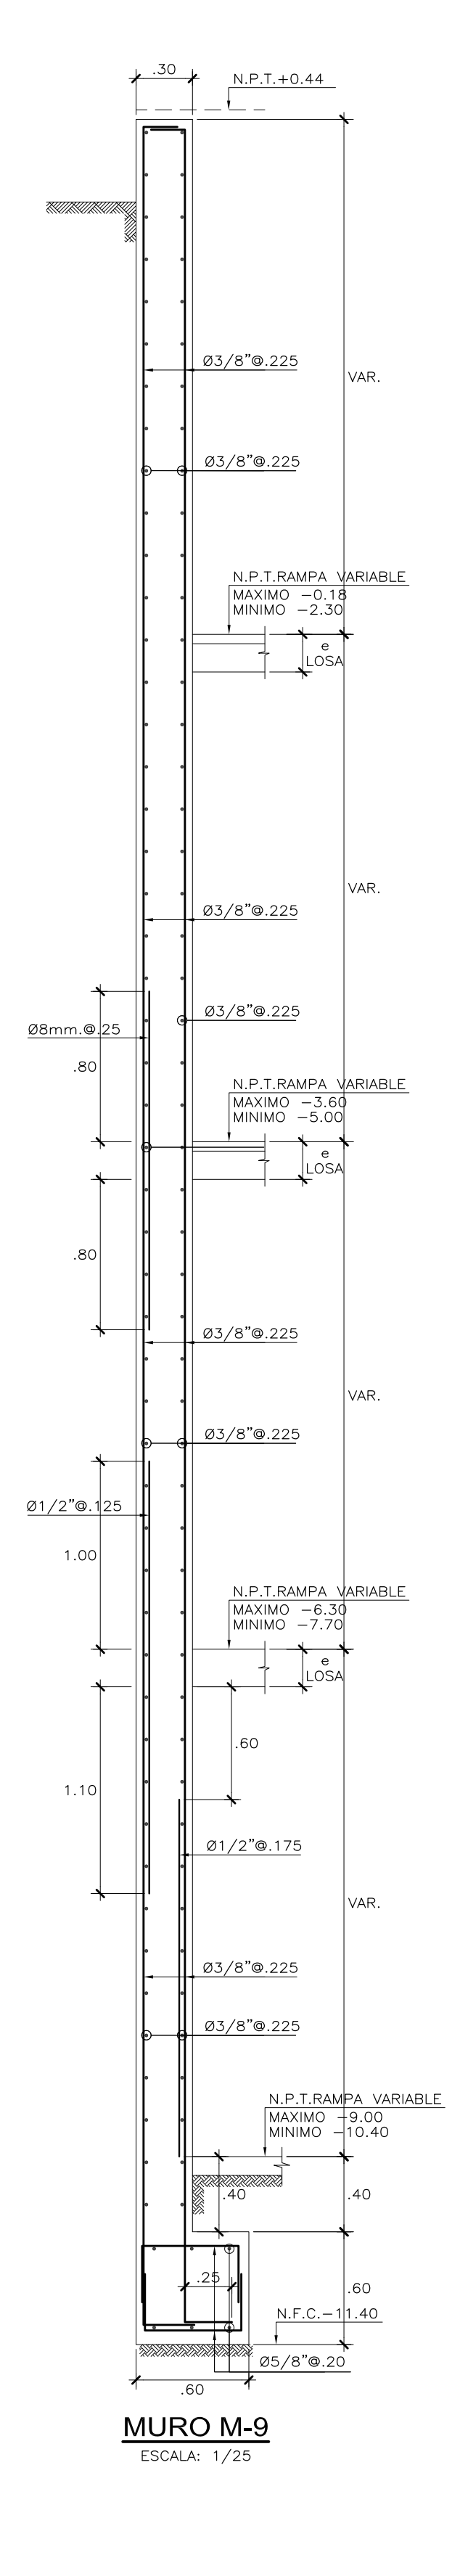 .30
N.P.T.+0.44
Ø3/8"@.225
VAR.
Ø3/8"@.225
N.P.T.RAMPA VARIABLE
MAXIMO -0.18
MINIMO -2.30
e
LOSA
VAR.
Ø3/8"@.225
Ø3/8"@.225
Ø8mm.@.25
.80
N.P.T.RAMPA VARIABLE
MAXIMO -3.60
MINIMO -5.00
e
LOSA
.80
Ø3/8"@.225
VAR.
Ø3/8"@.225
Ø1/2"@.125
1.00
N.P.T.RAMPA VARIABLE
MAXIMO -6.30
MINIMO -7.70
e
LOSA
.60
1.10
Ø1/2"@.175
VAR.
Ø3/8"@.225
Ø3/8"@.225
N.P.T.RAMPA VARIABLE
MAXIMO -9.00
MINIMO -10.40
.40
.40
.25
.60
N.F.C.-11.40
Ø5/8"@.20
.60
MURO M-9
ESCALA: 1/25